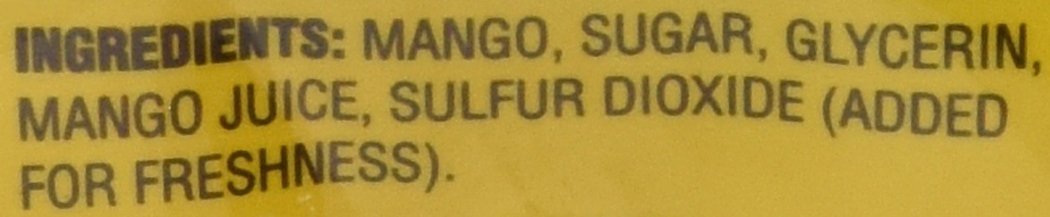 INGREDIENTS: MANGO, SUGAR, GLYCERIN,
MANGO JUICE, SULFUR DIOXIDE (ADDED
FOR FRESHNESS).